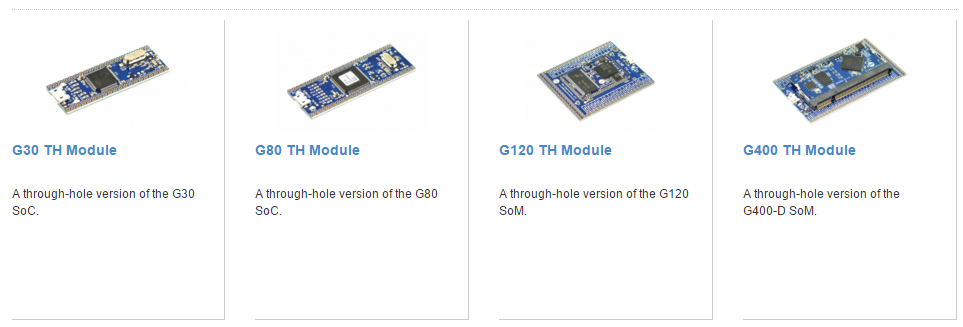 G30 TH Module
A through-hole version of the G30
SoC.
G80 TH Module
A through-hole version of the G80
SoC.
G120 TH Module
A through-hole version of the G120
SoM.
G400 TH Module
A through-hole version of the
G400-D SoM.